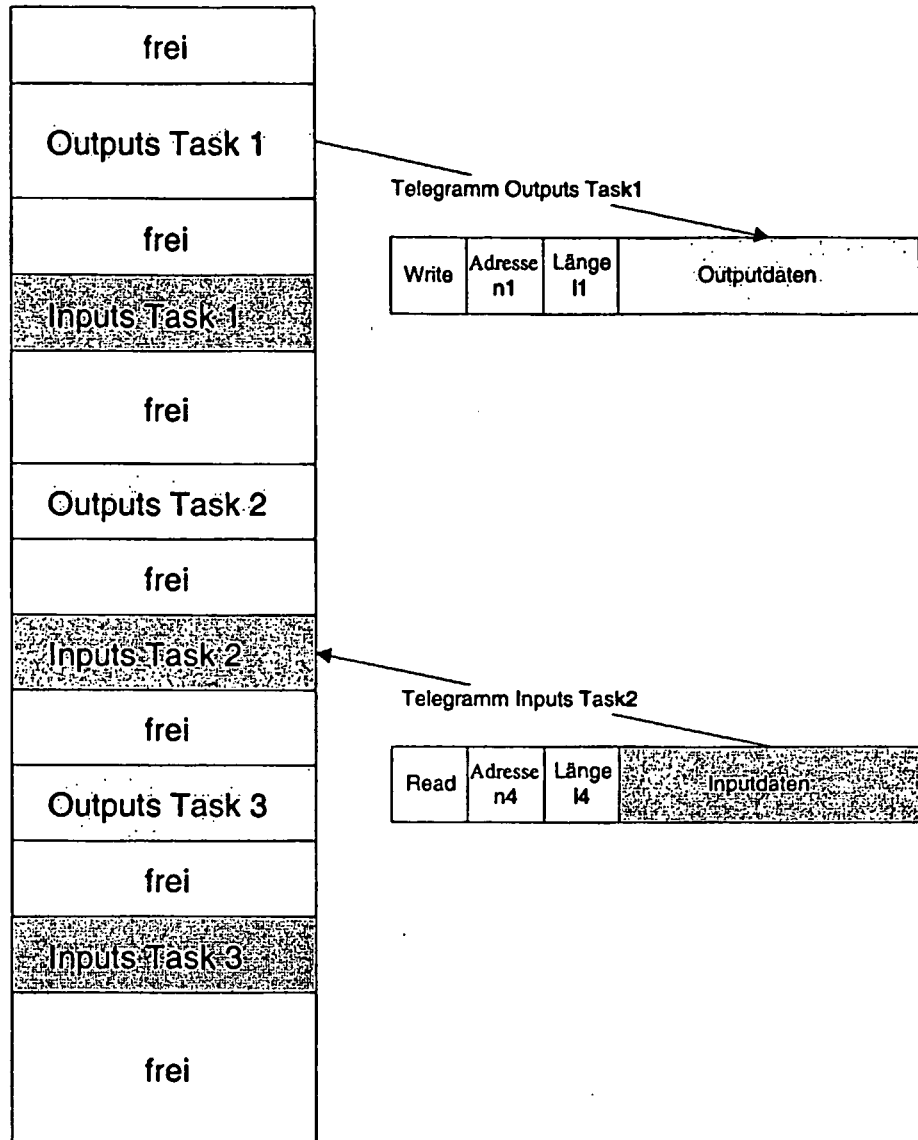 frei
Outputs Task 1
frei
Inputs Task 1
frei
Outputs Task 2
frei
Inputs Task 2
frei
Outputs Task 3
frei
Inputs Task 3
frei
Telegramm Outputs Task1
Write
Adresse
n1
Länge
l1
Outputdaten
Telegramm Inputs Task2
Read
Adresse
n4
Länge
l4
Inputdaten